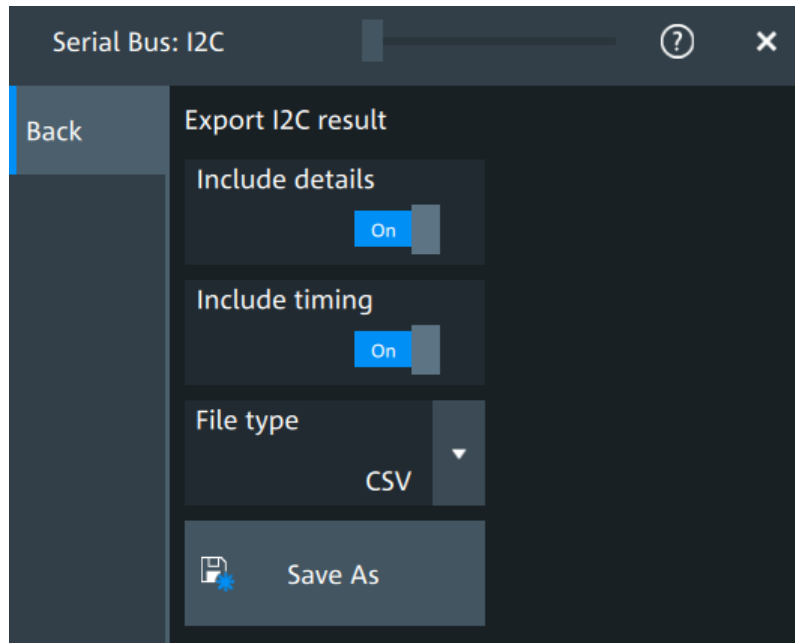 Serial Bus: I2C
?
Back
Export I2C result
Include details
On
Include timing
On
File type
CSV
Save As